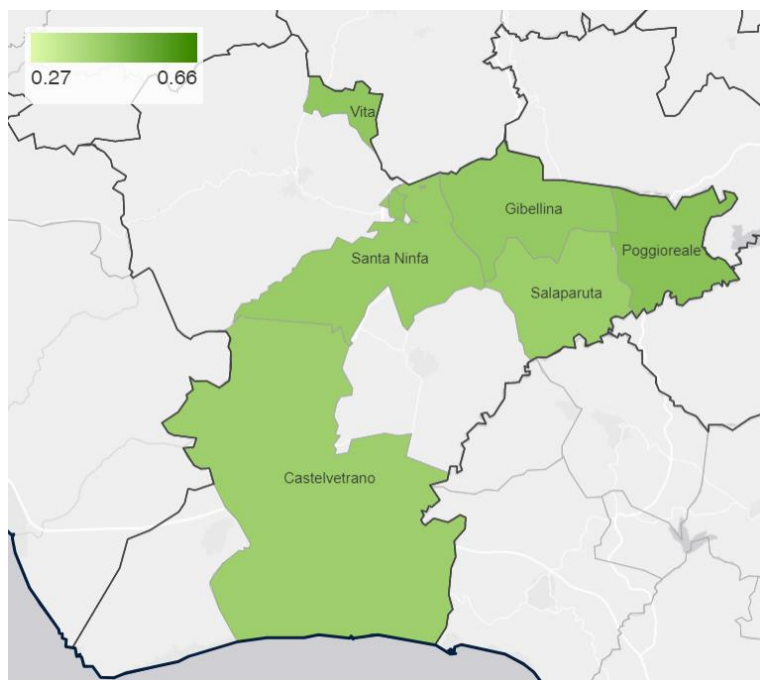 0.27 0.66
Vita
Gibellina
Santa Ninfa
Poggioreale
Salaparuta
Castelvetrano